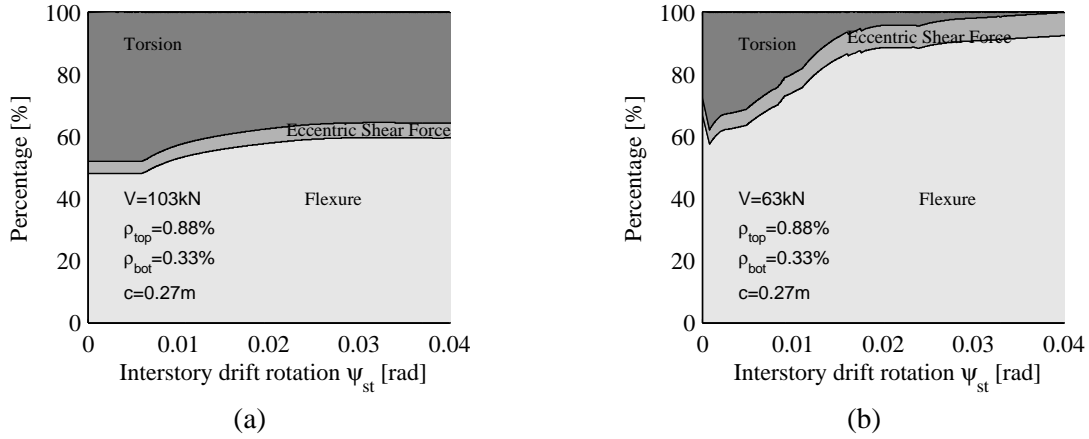 100
80
60
40
20
0
Percentage [%]
Torsion
Eccentric Shear Force
Flexure
V=103kN
ρtop=0.88%
ρbot=0.33%
c=0.27m
0 0.01 0.02 0.03 0.04
Interstory drift rotation ψst [rad]
(a)
100
80
60
40
20
0
Percentage [%]
Torsion
Eccentric Shear Force
Flexure
V=63kN
ρtop=0.88%
ρbot=0.33%
c=0.27m
0 0.01 0.02 0.03 0.04
Interstory drift rotation ψst [rad]
(b)